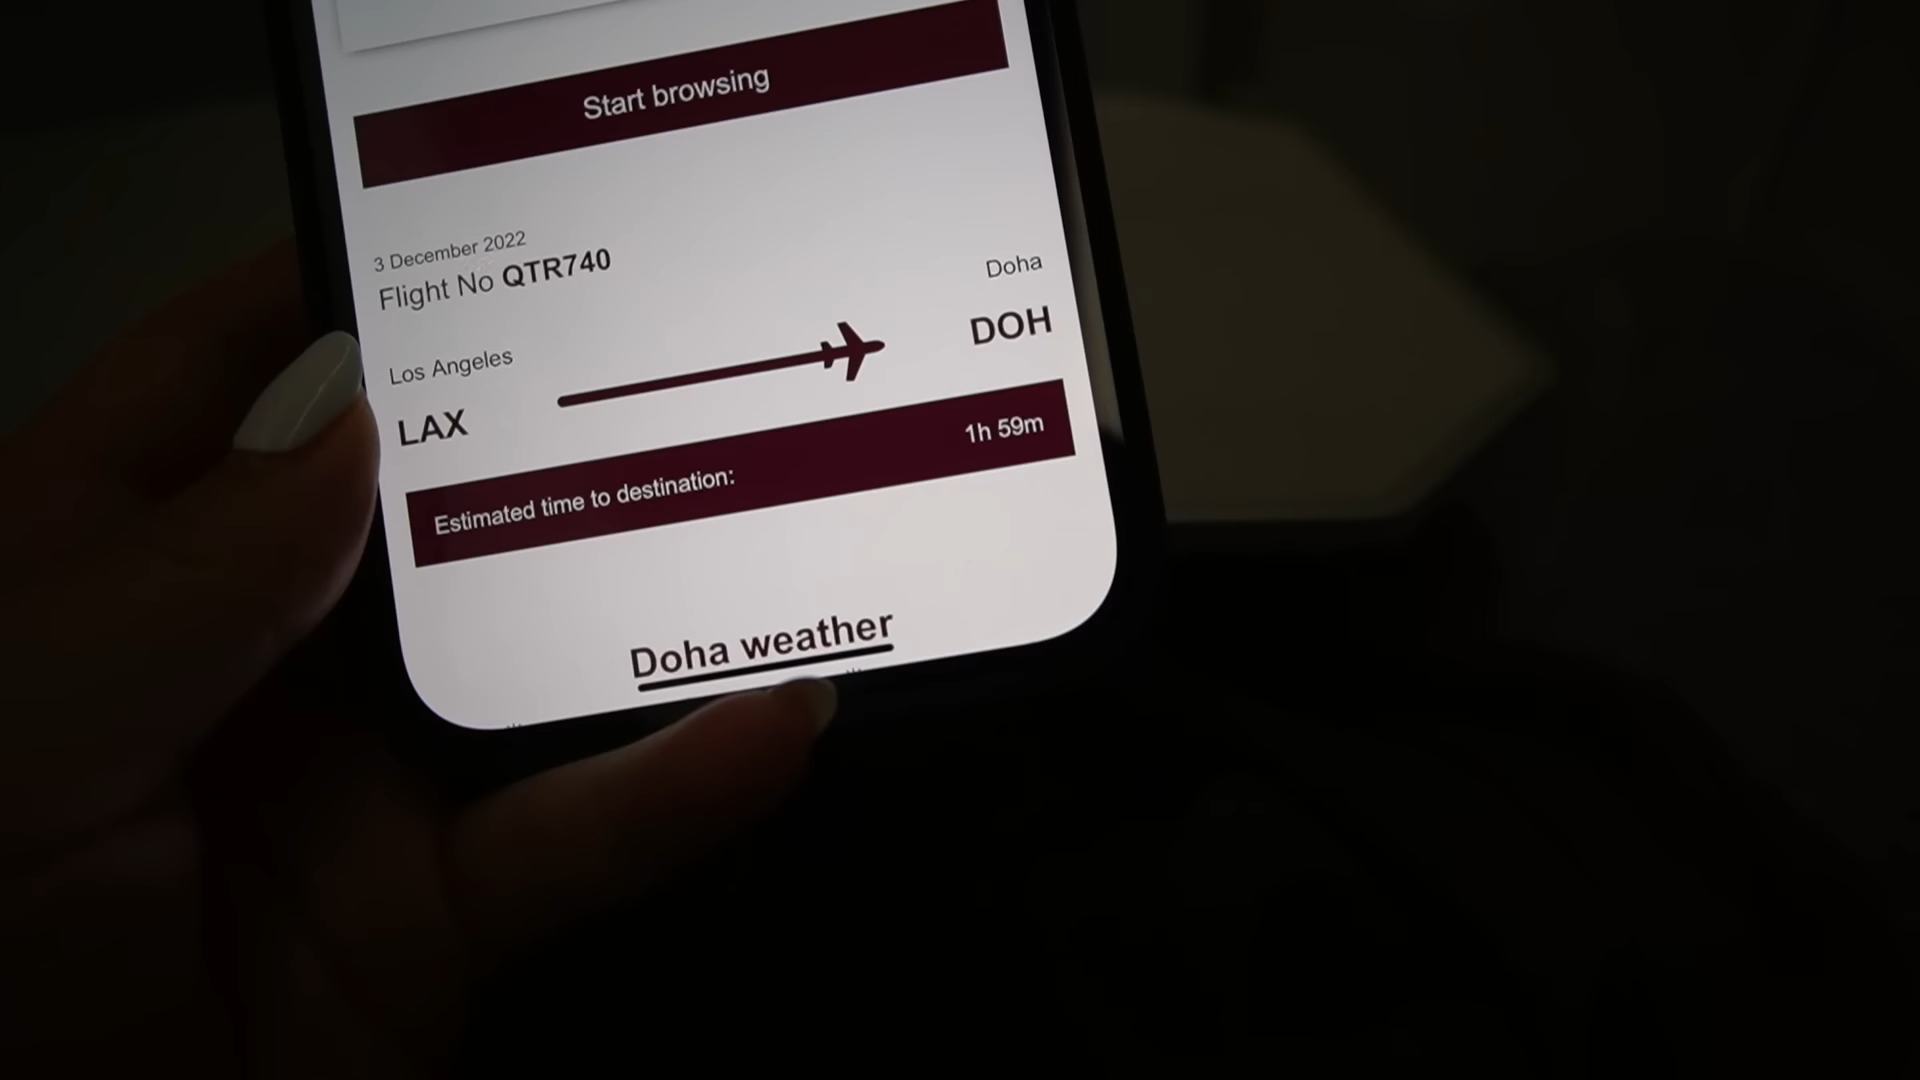 Start browsing
3 December 2022
Flight No QTR740
Los Angeles
LAX
Doha
DOH
Estimated time to destination: 1h 59m
Doha weather